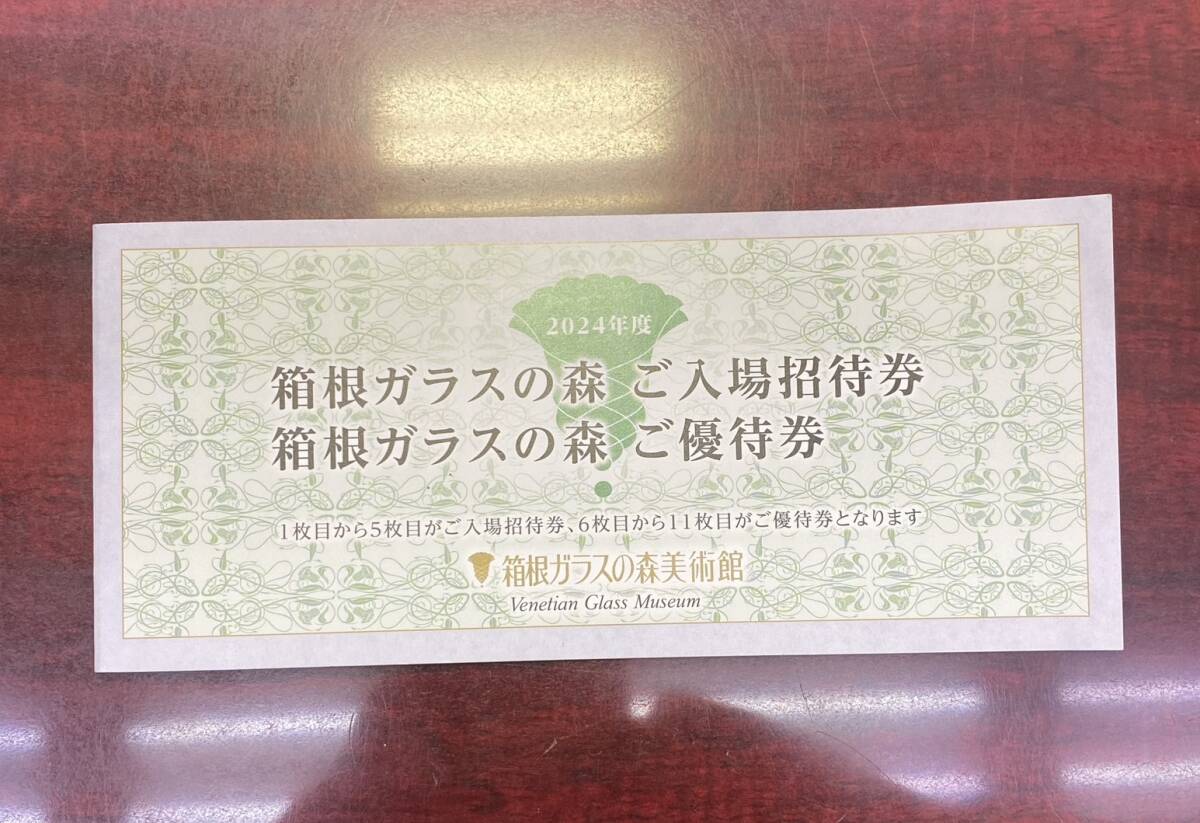 2024年度
箱根ガラスの森 ご入場招待券
箱根ガラスの森 ご優待券
1枚目から5枚目がご入場招待券、6枚目から11枚目がご優待券となります
箱根ガラスの森美術館
Venetian Glass Museum